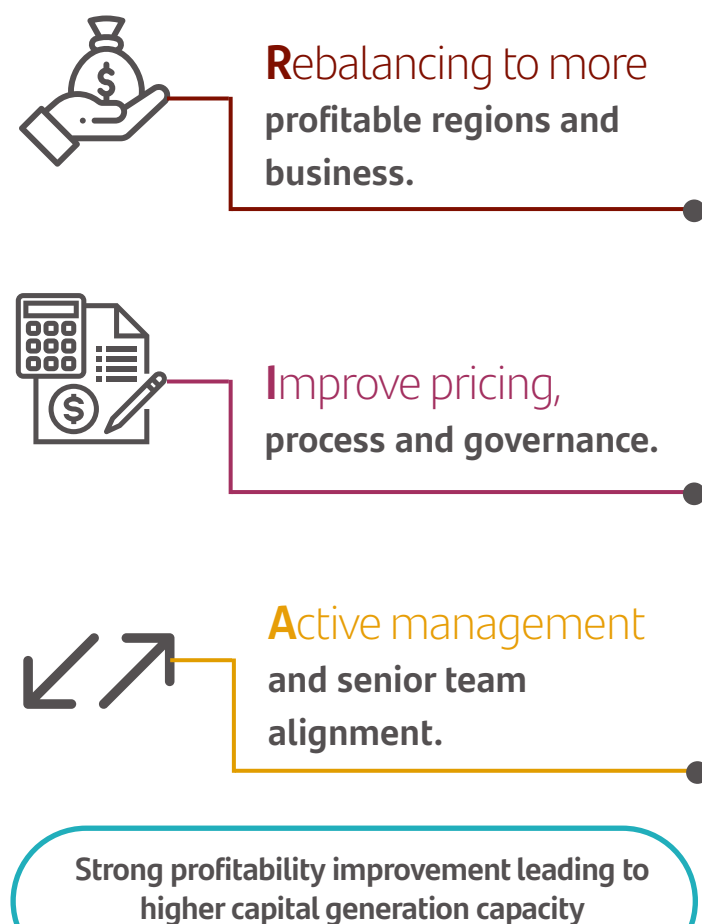 $
Rebalancing to more
profitable regions and
business.
$
Improve pricing,
process and governance.
Active management
and senior team
alignment.
Strong profitability improvement leading to
higher capital generation capacity